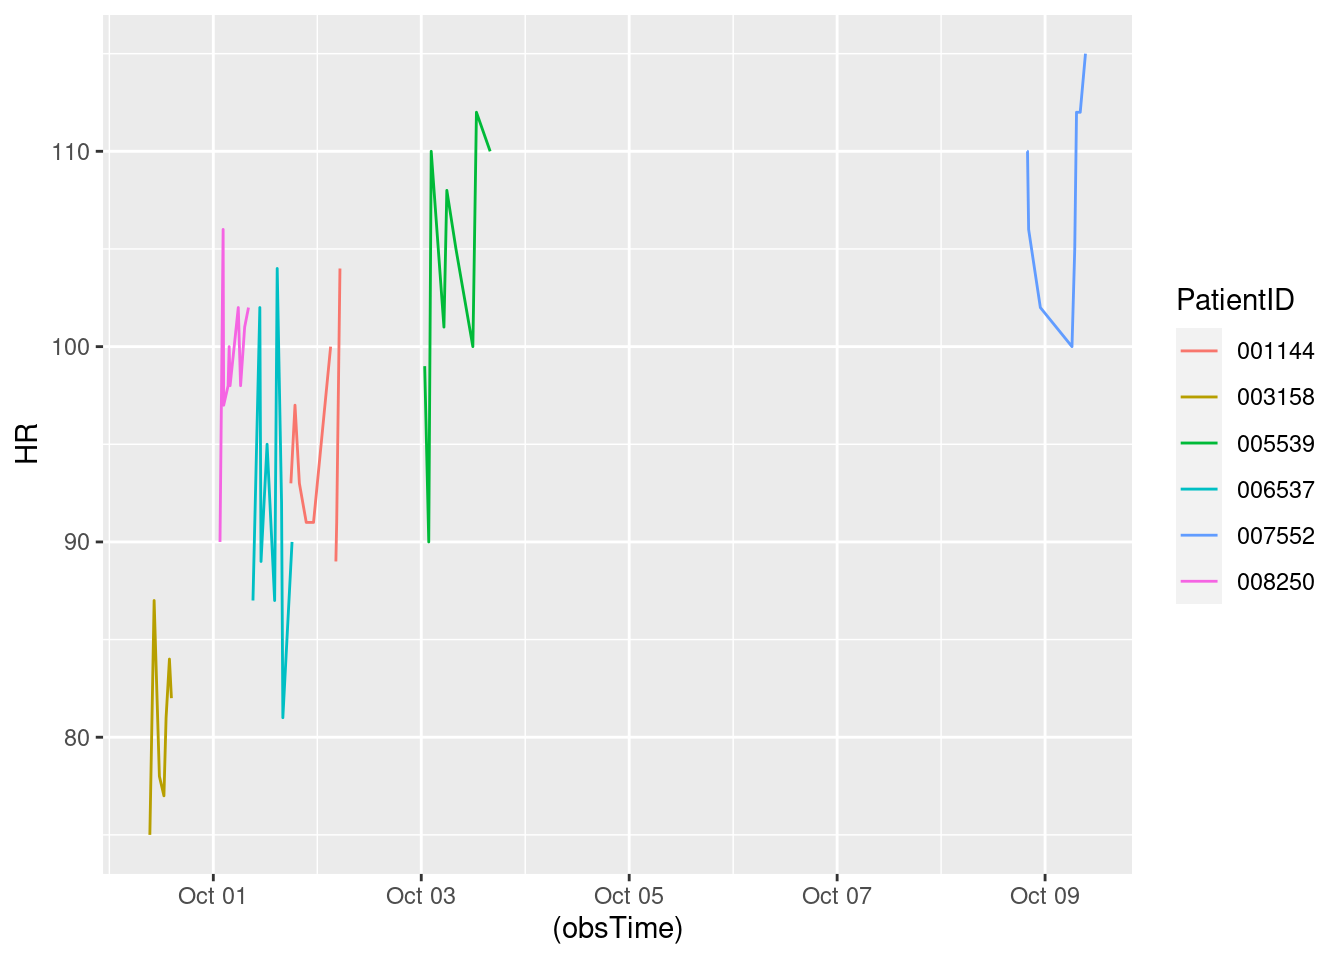 HR
110
100
90
80
Oct 01
Oct 03
Oct 05
Oct 07
Oct 09
(obsTime)
PatientID
001144
003158
005539
006537
007552
008250